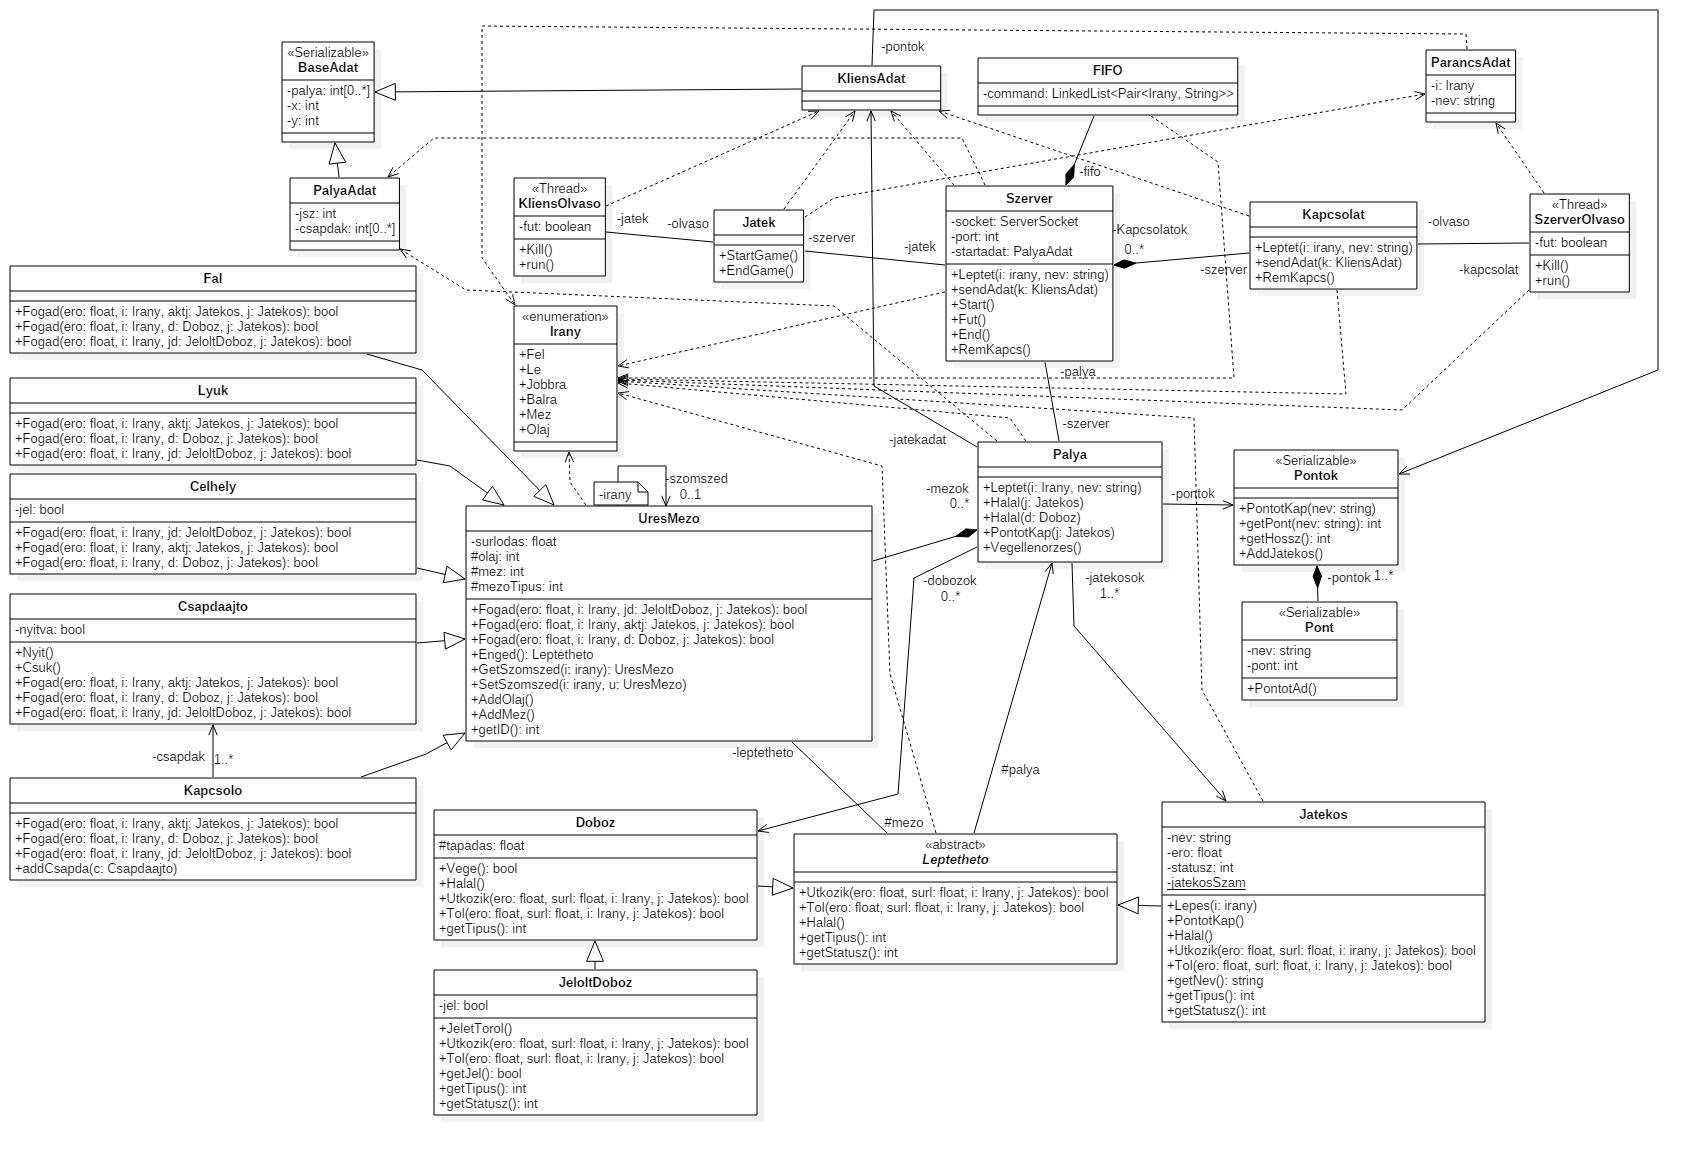 «Serializable»
BaseAdat
-palya: int[0..*]
-x: int
-y: int
-pontok
KliensAdat
FIFO
-command: LinkedList<Pair<Irany, String>>
ParancsAdat
-i: Irany
-nev: string
PalyaAdat
-jsz: int
-csapdak: int[0..*]
«Thread»
KliensOlvaso
-fut: boolean
+Kill()
+run()
-jatek
-olvaso
Jatek
+StartGame()
+EndGame()
-szerver
-jatek
-fifo
Szerver
-socket: ServerSocket
-port: int
-startadat: PalyaAdat
+Leptet(i: irany, nev: string)
+sendAdat(k: KliensAdat)
+Start()
+Fut()
+End()
+RemKapcs()
-Kapcsolatok
0..*
-szerver
Kapcsolat
+Leptet(i: irany, nev: string)
+sendAdat(k: KliensAdat)
+RemKapcs()
-olvaso
-kapcsolat
«Thread»
SzerverOlvaso
-fut: boolean
+Kill()
+run()
Fal
+Fogad(ero: float, i: Irany, aktj: Jatekos, j: Jatekos): bool
+Fogad(ero: float, i: Irany, d: Doboz, j: Jatekos): bool
+Fogad(ero: float, i: Irany, jd: JeloltDoboz, j: Jatekos): bool
«enumeration»
Irany
+Fel
+Le
+Jobbra
+Balra
+Mez
+Olaj
-palya
-szerver
Lyuk
+Fogad(ero: float, i: Irany, aktj: Jatekos, j: Jatekos): bool
+Fogad(ero: float, i: Irany, d: Doboz, j: Jatekos): bool
+Fogad(ero: float, i: Irany, jd: JeloltDoboz, j: Jatekos): bool
-jatekadat
Palya
+Leptet(i: Irany, nev: string)
+Halal(j: Jatekos)
+Halal(d: Doboz)
+PontotKap(j: Jatekos)
+Vegellenorzes()
-mezok
0..*
-pontok
«Serializable»
Pontok
+PontotKap(nev: string)
+getPont(nev: string): int
+getHossz(): int
+AddJatekos()
Celhely
-jel: bool
+Fogad(ero: float, i: Irany, jd: JeloltDoboz, j: Jatekos): bool
+Fogad(ero: float, i: Irany, aktj: Jatekos, j: Jatekos): bool
+Fogad(ero: float, i: Irany, d: Doboz, j: Jatekos): bool
-irany
-szomszed
0..1
UresMezo
-surlodas: float
#olaj: int
#mez: int
#mezoTipus: int
+Fogad(ero: float, i: Irany, jd: JeloltDoboz, j: Jatekos): bool
+Fogad(ero: float, i: Irany, aktj: Jatekos, j: Jatekos): bool
+Fogad(ero: float, i: Irany, d: Doboz, j: Jatekos): bool
+Enged(): Leptetheto
+GetSzomszed(i: irany): UresMezo
+SetSzomszed(i: irany, u: UresMezo)
+AddOlaj()
+AddMez()
+getID(): int
-dobozok
0..*
-jatekosok
1..*
-pontok
1..*
«Serializable»
Pont
-nev: string
-pont: int
+PontotAd()
Csapdaajto
-nyitva: bool
+Nyit()
+Csuk()
+Fogad(ero: float, i: Irany, aktj: Jatekos, j: Jatekos): bool
+Fogad(ero: float, i: Irany, d: Doboz, j: Jatekos): bool
+Fogad(ero: float, i: Irany, jd: JeloltDoboz, j: Jatekos): bool
-csapdak
1..*
-leptetheto
#palya
#mezo
Kapcsolo
+Fogad(ero: float, i: Irany, aktj: Jatekos, j: Jatekos): bool
+Fogad(ero: float, i: Irany, d: Doboz, j: Jatekos): bool
+Fogad(ero: float, i: Irany, jd: JeloltDoboz, j: Jatekos): bool
+addCsapda(c: Csapdaajto)
Doboz
#tapadas: float
+Vege(): bool
+Halal()
+Utkozik(ero: float, surl: float, i: Irany, j: Jatekos): bool
+Tol(ero: float, surl: float, i: Irany, j: Jatekos): bool
+getTipus(): int
«abstract»
Leptetheto
+Utkozik(ero: float, surl: float, i: Irany, j: Jatekos): bool
+Tol(ero: float, surl: float, i: Irany, j: Jatekos): bool
+Halal()
+getTipus(): int
+getStatusz(): int
Jatekos
-nev: string
-ero: float
-statusz: int
-jatekosSzam
+Lepes(i: irany)
+PontotKap()
+Halal()
+Utkozik(ero: float, surl: float, i: irany, j: Jatekos): bool
+Tol(ero: float, surl: float, i: Irany, j: Jatekos): bool
+getNev(): string
+getTipus(): int
+getStatusz(): int
JeloltDoboz
-jel: bool
+JeletTorol()
+Utkozik(ero: float, surl: float, i: Irany, j: Jatekos): bool
+Tol(ero: float, surl: float, i: Irany, j: Jatekos): bool
+getJel(): bool
+getTipus(): int
+getStatusz(): int